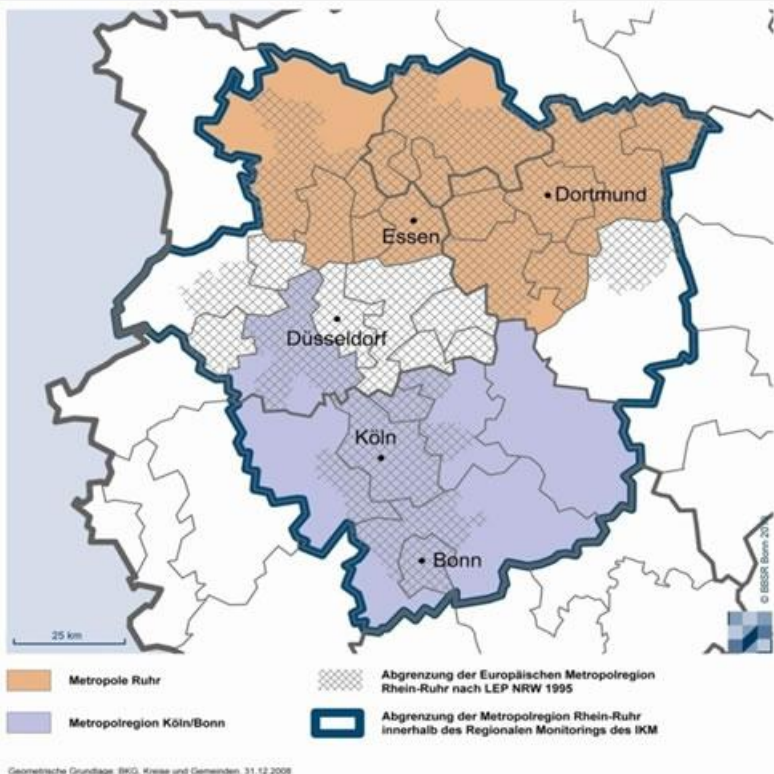 Dortmund
Essen
Düsseldorf
Köln
Bonn
© BBSR Bonn
25 km
Metropole Ruhr
Abgrenzung der Europäischen Metropolregion
Rhein-Ruhr nach LEP NRW 1995
Metropolregion Köln/Bonn
Abgrenzung der Metropolregion Rhein-Ruhr
innerhalb des Regionalen Monitorings des IKM
Geometrische Grundlage: BKG, Kreise und Gemeinden, 31.12.2008